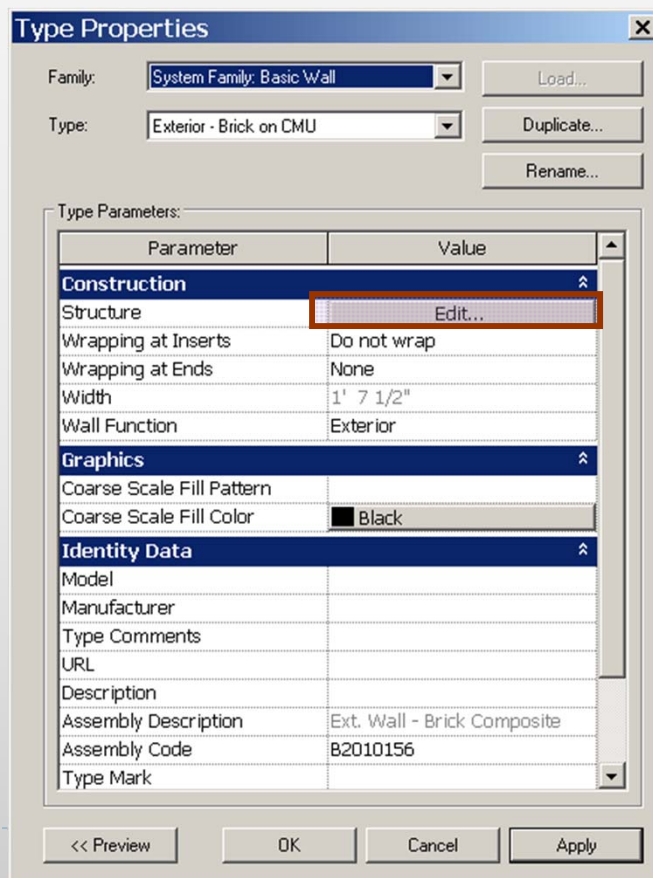 Type Properties
Family: System Family: Basic Wall Load...
Type: Exterior - Brick on CMU Duplicate...
Rename...
Type Parameters:
Parameter Value
Construction
Structure Edit...
Wrapping at Inserts Do not wrap
Wrapping at Ends None
Width 1' 7 1/2"
Wall Function Exterior
Graphics
Coarse Scale Fill Pattern
Coarse Scale Fill Color Black
Identity Data
Model
Manufacturer
Type Comments
URL
Description
Assembly Description Ext. Wall - Brick Composite
Assembly Code B2010156
Type Mark
<< Preview OK Cancel Apply